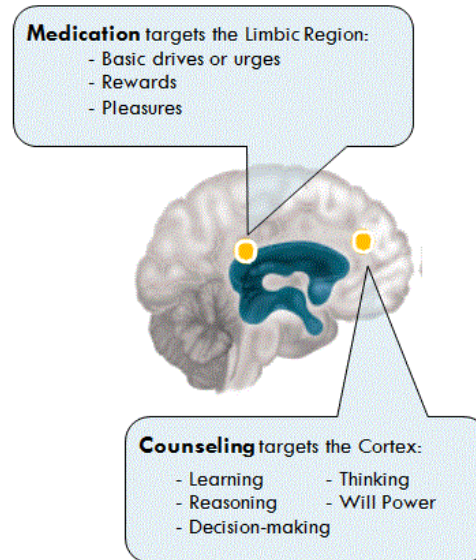 Medication targets the Limbic Region:
- Basic drives or urges
- Rewards
- Pleasures
Counseling targets the Cortex:
- Learning - Thinking
- Reasoning - Will Power
- Decision-making